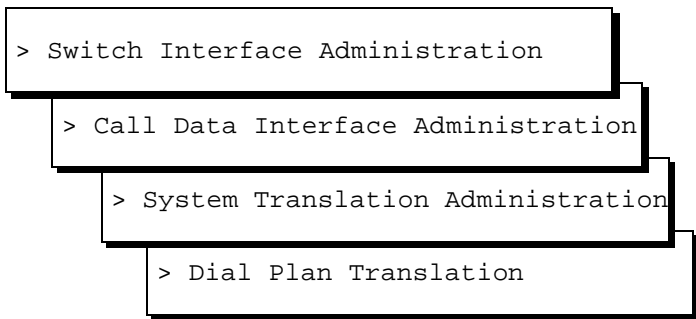 > Switch Interface Administration
> Call Data Interface Administration
> System Translation Administration
> Dial Plan Translation